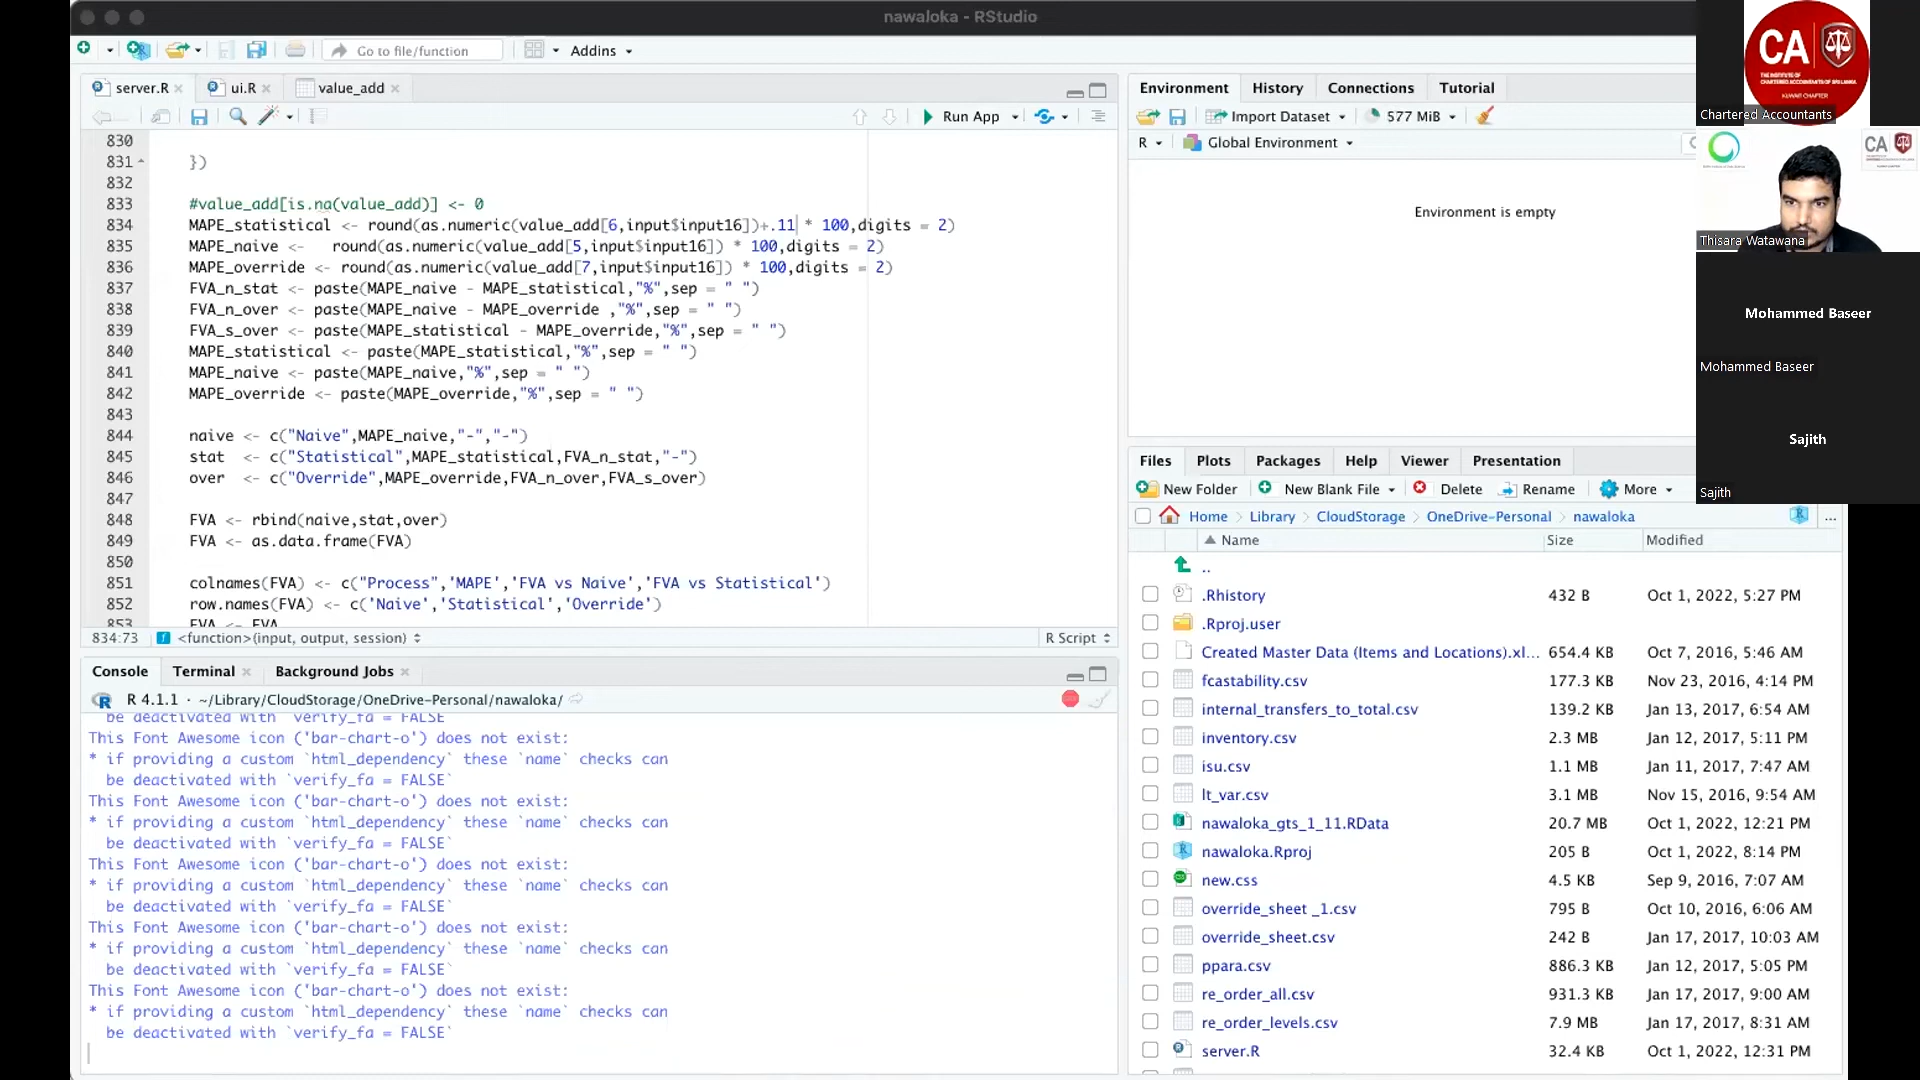 nawaloka - RStudio
Go to file/function
Addins
server.R
ui.R
value_add
Run App
830
831
})
832
833
#value_add[is.na(value_add)] <- 0
834
MAPE_statistical <- round(as.numeric(value_add[6,input$input16])+.11 * 100,digits = 2)
835
MAPE_naive <-   round(as.numeric(value_add[5,input$input16]) * 100,digits = 2)
836
MAPE_override <- round(as.numeric(value_add[7,input$input16]) * 100,digits = 2)
837
FVA_n_stat <- paste(MAPE_naive - MAPE_statistical,"%",sep = " ")
838
FVA_n_over <- paste(MAPE_naive - MAPE_override ,"%",sep = " ")
839
FVA_s_over <- paste(MAPE_statistical - MAPE_override,"%",sep = " ")
840
MAPE_statistical <- paste(MAPE_statistical,"%",sep = " ")
841
MAPE_naive <- paste(MAPE_naive,"%",sep = " ")
842
MAPE_override <- paste(MAPE_override,"%",sep = " ")
843
844
naive <- c("Naive",MAPE_naive,"-","-")
845
stat  <- c("Statistical",MAPE_statistical,FVA_n_stat,"-")
846
over  <- c("Override",MAPE_override,FVA_n_over,FVA_s_over)
847
848
FVA <- rbind(naive,stat,over)
849
FVA <- as.data.frame(FVA)
850
851
colnames(FVA) <- c("Process",'MAPE','FVA vs Naive','FVA vs Statistical')
852
row.names(FVA) <- c('Naive','Statistical','Override')
853
FVA <- FVA
834:73
<function>(input, output, session)
R Script
Console
Terminal
Background Jobs
R 4.1.1 · ~/Library/CloudStorage/OneDrive-Personal/nawaloka/
be deactivated with `verify_fa = FALSE`
This Font Awesome icon ('bar-chart-o') does not exist:
* if providing a custom `html_dependency` these `name` checks can
be deactivated with `verify_fa = FALSE`
This Font Awesome icon ('bar-chart-o') does not exist:
* if providing a custom `html_dependency` these `name` checks can
be deactivated with `verify_fa = FALSE`
This Font Awesome icon ('bar-chart-o') does not exist:
* if providing a custom `html_dependency` these `name` checks can
be deactivated with `verify_fa = FALSE`
This Font Awesome icon ('bar-chart-o') does not exist:
* if providing a custom `html_dependency` these `name` checks can
be deactivated with `verify_fa = FALSE`
This Font Awesome icon ('bar-chart-o') does not exist:
* if providing a custom `html_dependency` these `name` checks can
be deactivated with `verify_fa = FALSE`
Environment
History
Connections
Tutorial
Import Dataset
577 MiB
R
Global Environment
Environment is empty
Files
Plots
Packages
Help
Viewer
Presentation
New Folder
New Blank File
Delete
Rename
More
Home
Library
CloudStorage
OneDrive-Personal
nawaloka
...
Name
Size
Modified
..
.Rhistory 432 B Oct 1, 2022, 5:27 PM
.Rproj.user
Created Master Data (Items and Locations).xl... 654.4 KB Oct 7, 2016, 5:46 AM
fcastability.csv 177.3 KB Nov 23, 2016, 4:14 PM
internal_transfers_to_total.csv 139.2 KB Jan 13, 2017, 6:54 AM
inventory.csv 2.3 MB Jan 12, 2017, 5:11 PM
isu.csv 1.1 MB Jan 11, 2017, 7:47 AM
lt_var.csv 3.1 MB Nov 15, 2016, 9:54 AM
nawaloka_gts_1_11.RData 20.7 MB Oct 1, 2022, 12:21 PM
nawaloka.Rproj 205 B Oct 1, 2022, 8:14 PM
new.css 4.5 KB Sep 9, 2016, 7:07 AM
override_sheet _1.csv 795 B Oct 10, 2016, 6:06 AM
override_sheet.csv 242 B Jan 17, 2017, 10:03 AM
ppara.csv 886.3 KB Jan 12, 2017, 5:05 PM
re_order_all.csv 931.3 KB Jan 17, 2017, 9:00 AM
re_order_levels.csv 7.9 MB Jan 17, 2017, 8:31 AM
server.R 32.4 KB Oct 1, 2022, 12:31 PM
CA
THE INSTITUTE OF
CHARTERED ACCOUNTANTS OF SRI LANKA
KUWAIT CHAPTER
Chartered Accountants
CA
Thisara Watawana
Mohammed Baseer
Mohammed Baseer
Sajith
Sajith